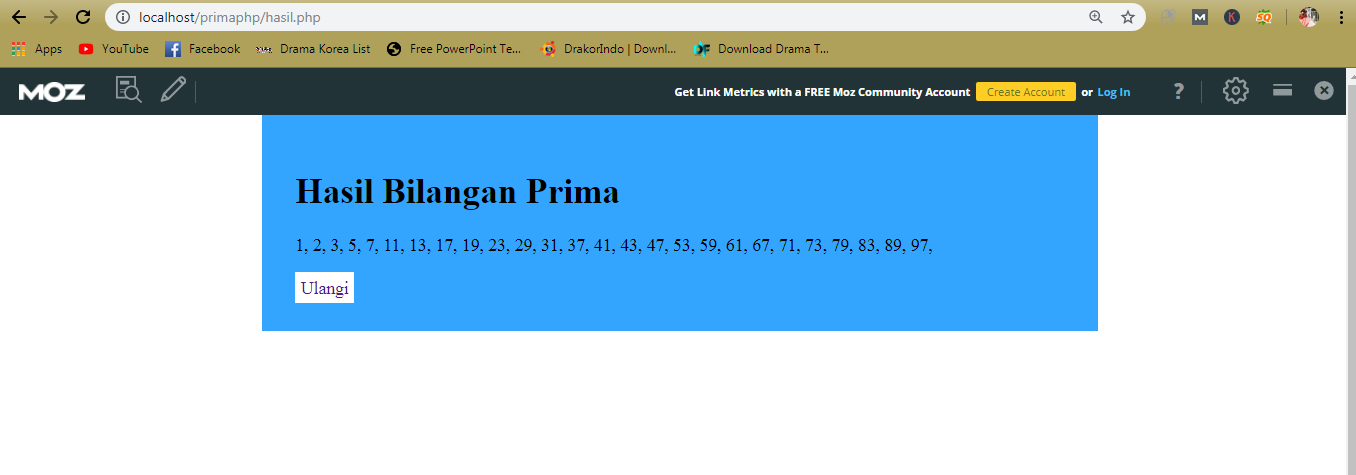 localhost/primaphp/hasil.php
Apps YouTube Facebook Drama Korea List Free PowerPoint Te... DrakorIndo | Downl... Download Drama T...
MOZ Get Link Metrics with a FREE Moz Community Account Create Account or Log In ?
Hasil Bilangan Prima
1, 2, 3, 5, 7, 11, 13, 17, 19, 23, 29, 31, 37, 41, 43, 47, 53, 59, 61, 67, 71, 73, 79, 83, 89, 97,
Ulangi